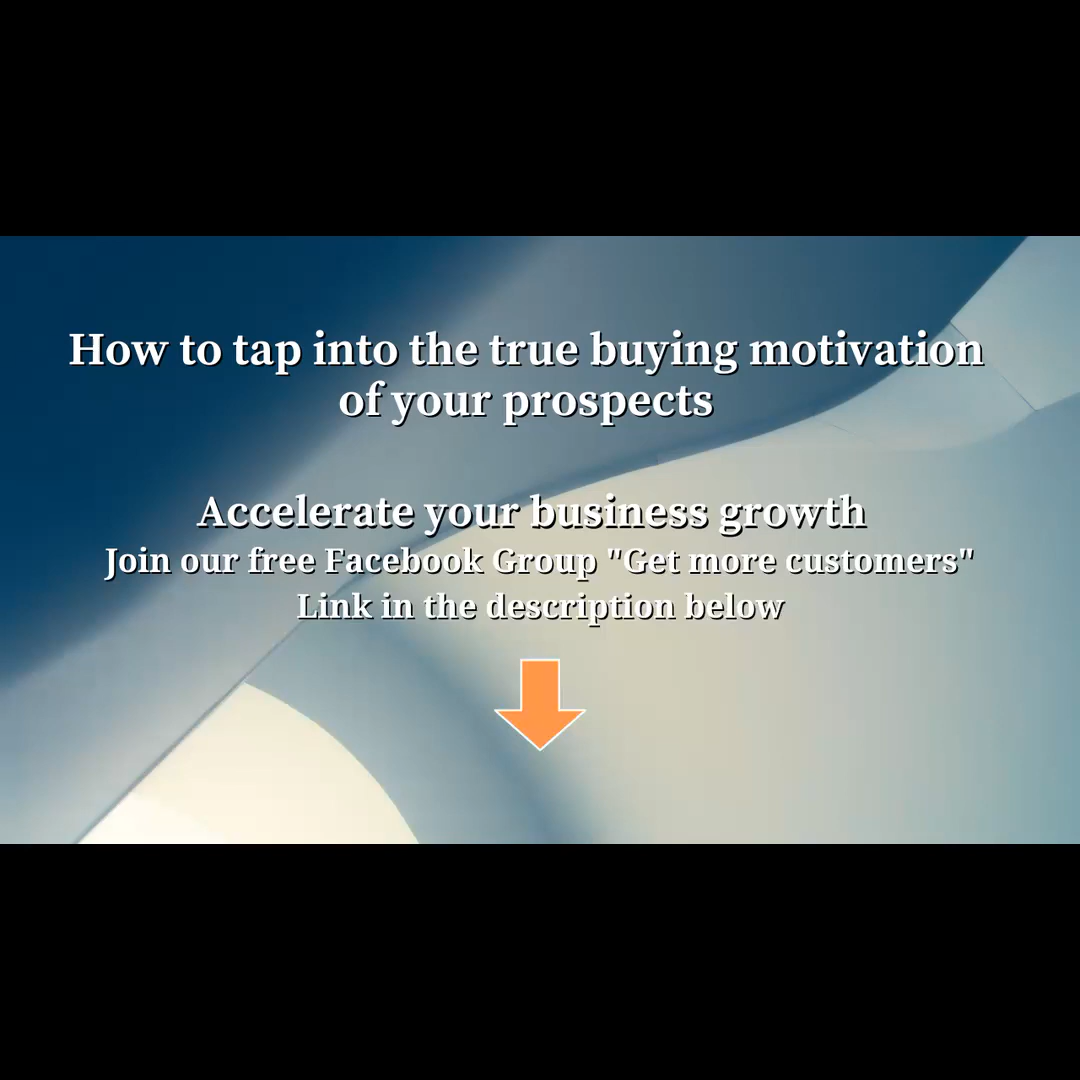 How to tap into the true buying motivation
of your prospects
Accelerate your business growth
Join our free Facebook Group "Get more customers"
Link in the description below